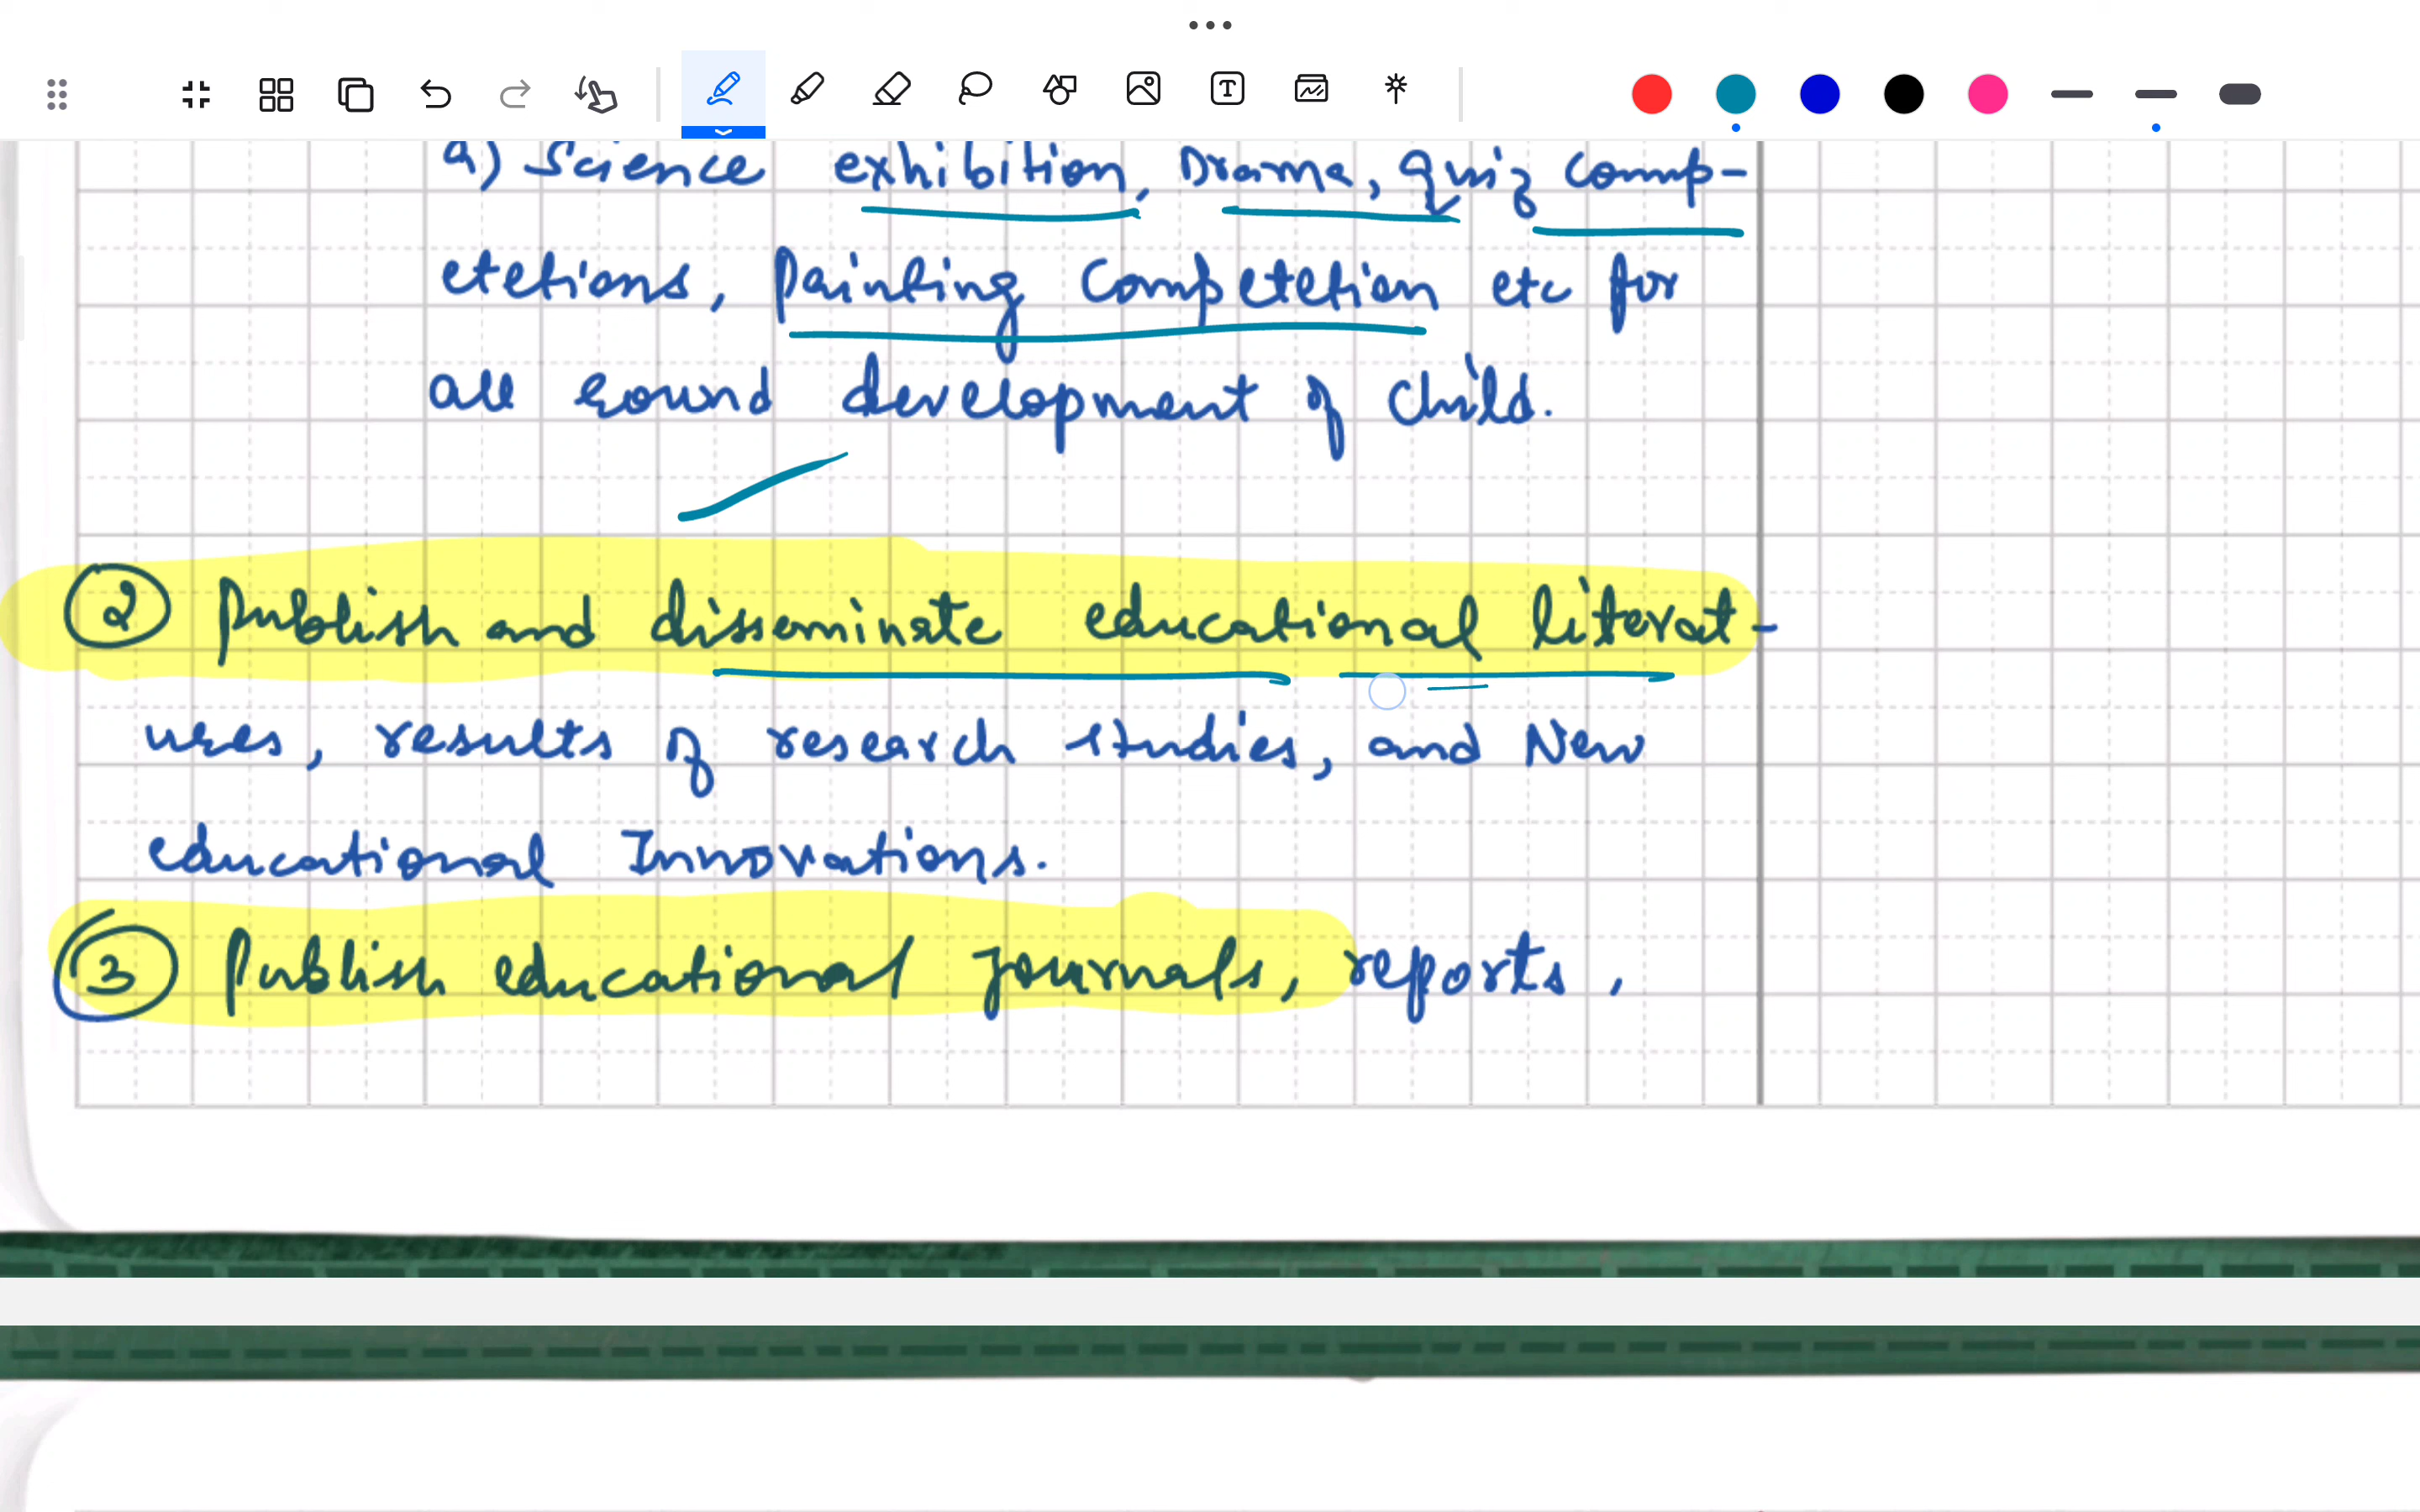 a) Science exhibition, Drama, Quiz comp-
etetions, Painting Competetion etc for
all round development of child.
② Publish and disseminate educational literat-
ures, results of research studies, and New
educational Innovations.
③ Publish educational journals, reports,